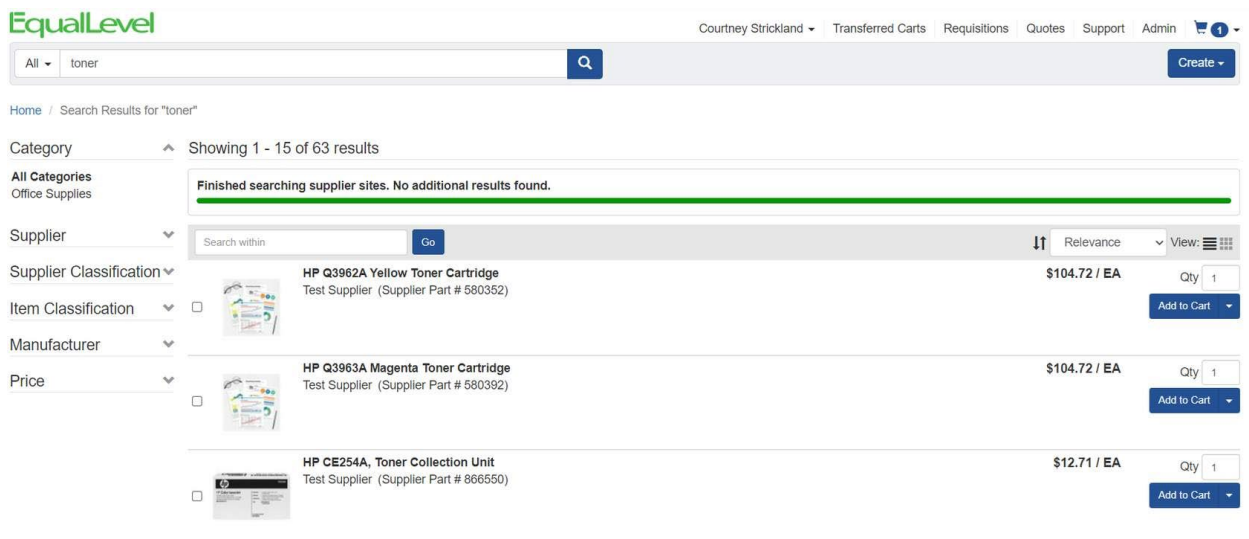 EqualLevel
Courtney Strickland Transferred Carts Requisitions Quotes Support Admin 1
All toner
Create
Home / Search Results for "toner"
Category
Showing 1 - 15 of 63 results
All Categories
Office Supplies
Finished searching supplier sites. No additional results found.
Supplier
Search within Go Relevance View:
Supplier Classification
Item Classification
Manufacturer
Price
HP Q3962A Yellow Toner Cartridge $104.72 / EA Qty 1
Test Supplier (Supplier Part # 580352)
Add to Cart
HP Q3963A Magenta Toner Cartridge $104.72 / EA Qty 1
Test Supplier (Supplier Part # 580392)
Add to Cart
HP CE254A, Toner Collection Unit $12.71 / EA Qty 1
Test Supplier (Supplier Part # 866550)
Add to Cart